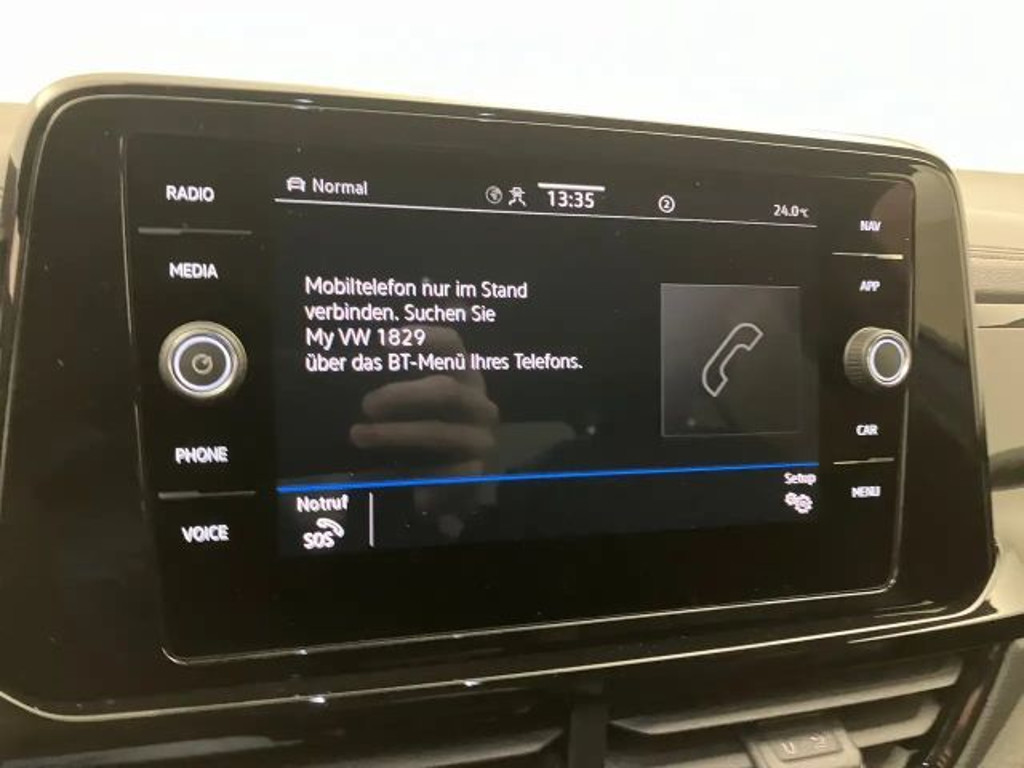 RADIO
MEDIA
PHONE
VOICE
Normal
13:35
2
24.0°C
Mobiltelefon nur im Stand
verbinden. Suchen Sie
My VW 1829
über das BT-Menü Ihres Telefons.
Notruf
SOS
Setup
NAV
APP
CAR
MENU